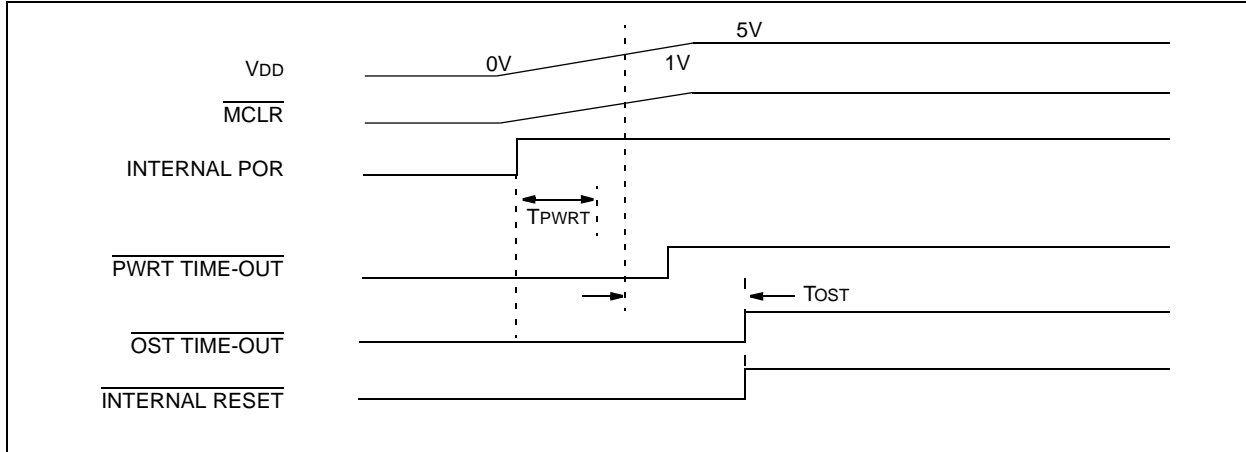 5V
0V
1V
VDD
MCLR
INTERNAL POR
TPWRT
PWRT TIME-OUT
TOST
OST TIME-OUT
INTERNAL RESET